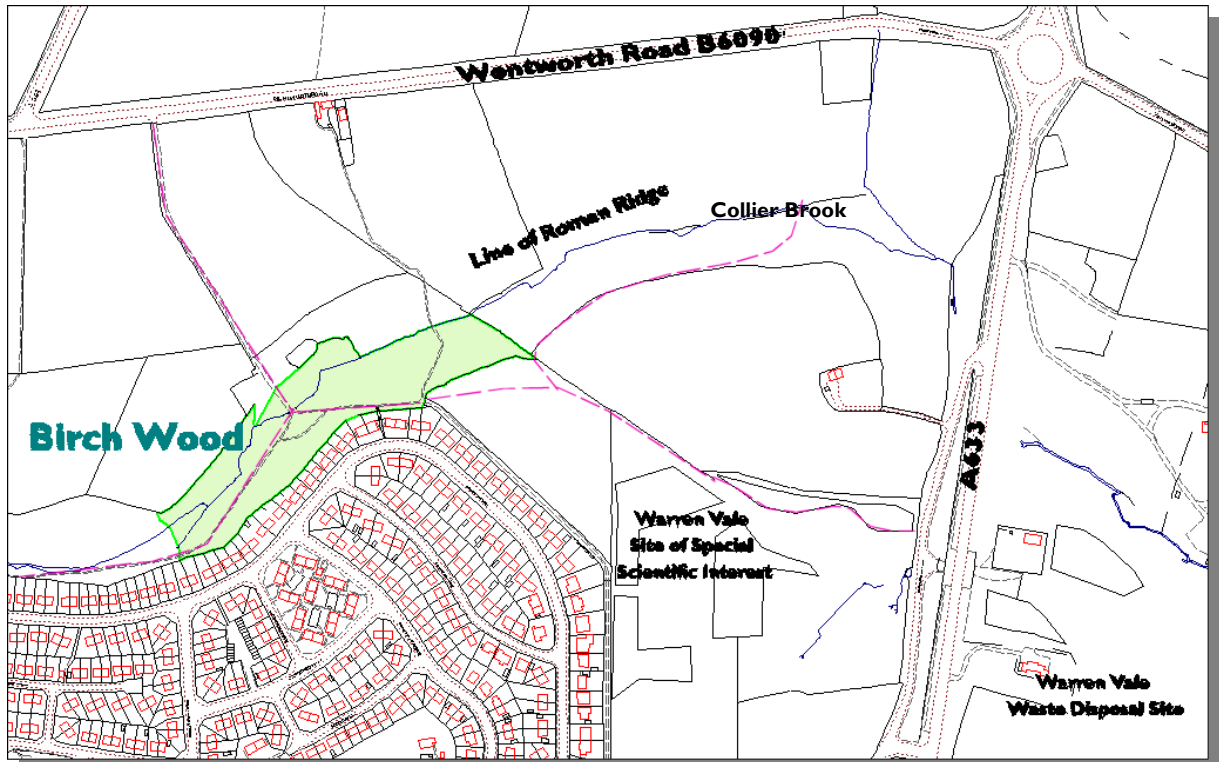 Wentworth Road B6090
Line of Roman Ridge
Collier Brook
Birch Wood
A633
Warren Vale
Site of Special
Scientific Interest
Warren Vale
Waste Disposal Site